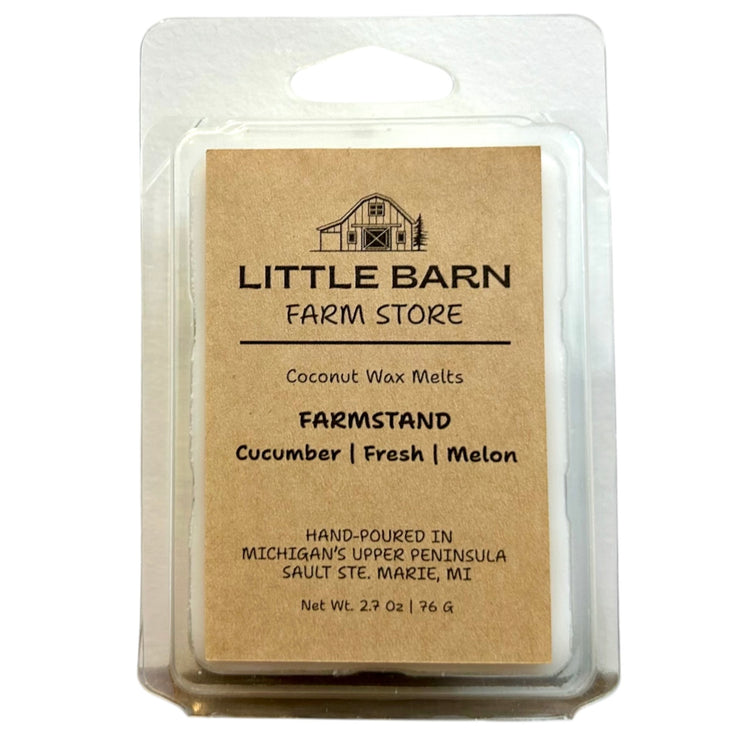 LITTLE BARN
FARM STORE
Coconut Wax Melts
FARMSTAND
Cucumber | Fresh | Melon
HAND-POURED IN
MICHIGAN'S UPPER PENINSULA
SAULT STE. MARIE, MI
Net Wt. 2.7 Oz | 76 G